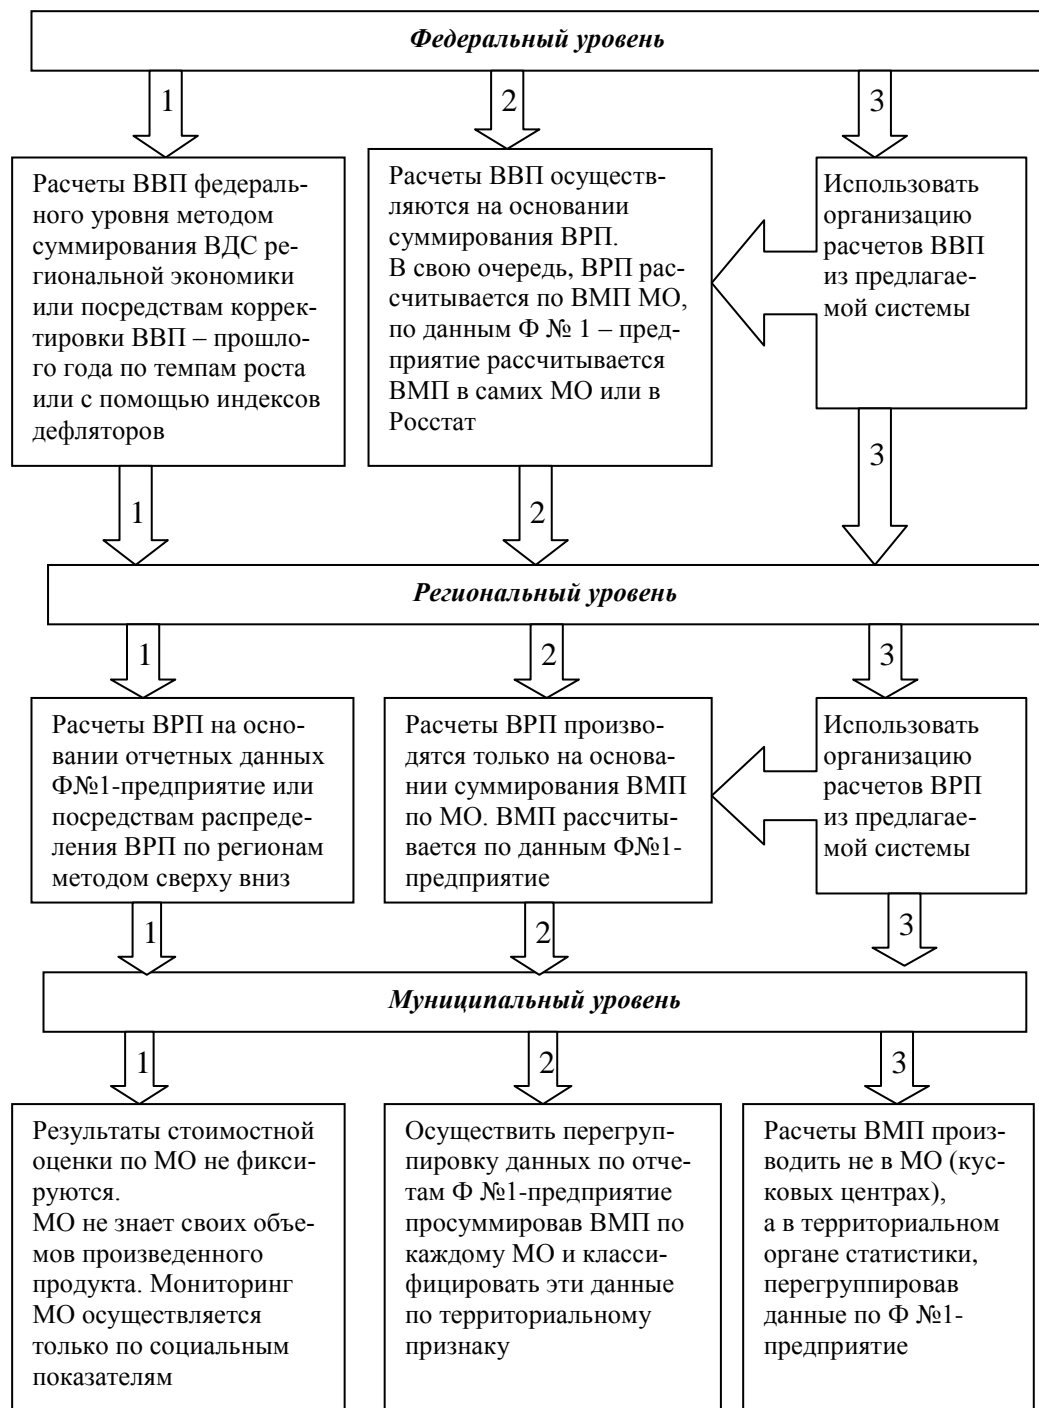 Федеральный уровень
1
2
3
Расчеты ВВП федераль-
ного уровня методом
суммирования ВДС ре-
гиональной экономики
или посредствам коррек-
тировки ВВП – прошло-
го года по темпам роста
или с помощью индексов
дефляторов
Расчеты ВВП осуществ-
ляются на основании
суммирования ВРП.
В свою очередь, ВРП рас-
считывается по ВМП МО,
по данным Ф № 1 – пред-
приятие рассчитывается
ВМП в самих МО или в
Росстат
Использовать
организацию
расчетов ВВП
из предлагае-
мой системы
1
2
3
Региональный уровень
1
2
3
Расчеты ВРП на осно-
вании отчетных данных
Ф№1-предприятие или
посредствам распреде-
ления ВРП по регионам
методом сверху вниз
Расчеты ВРП производ-
ятся только на основа-
нии суммирования ВМП
по МО. ВМП рассчиты-
вается по данным Ф№1-
предприятие
Использовать
организацию
расчетов ВРП
из предлагае-
мой системы
1
2
3
Муниципальный уровень
1
2
3
Результаты стоимостной
оценки по МО не фикси-
руются.
МО не знает своих объе-
мов произведенного
продукта. Мониторинг
МО осуществляется
только по социальным
показателям
Осуществить перегруп-
пировку данных по отче-
там Ф №1-предприятие
просуммировав ВМП по
каждому МО и класси-
фицировать эти данные
по территориальному
признаку
Расчеты ВМП произ-
водить не в МО (кус-
ковых центрах),
а в территориальном
органе статистики,
перегруппировав
данные по Ф №1-
предприятие